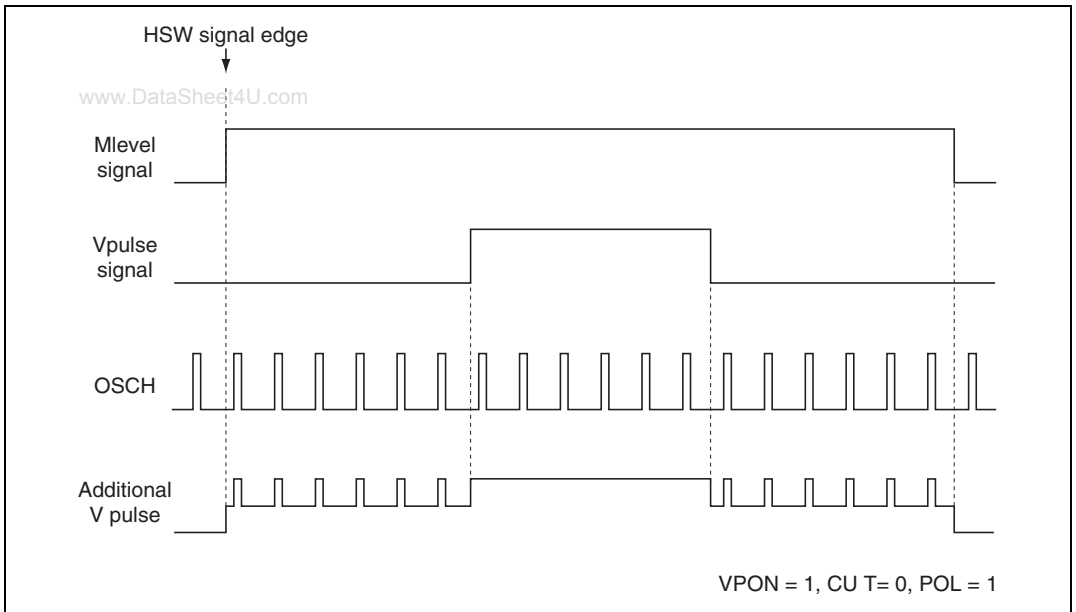 HSW signal edge
www.DataSheet4U.com
Mlevel
signal
Vpulse
signal
OSCH
Additional
V pulse
VPON = 1, CU T= 0, POL = 1